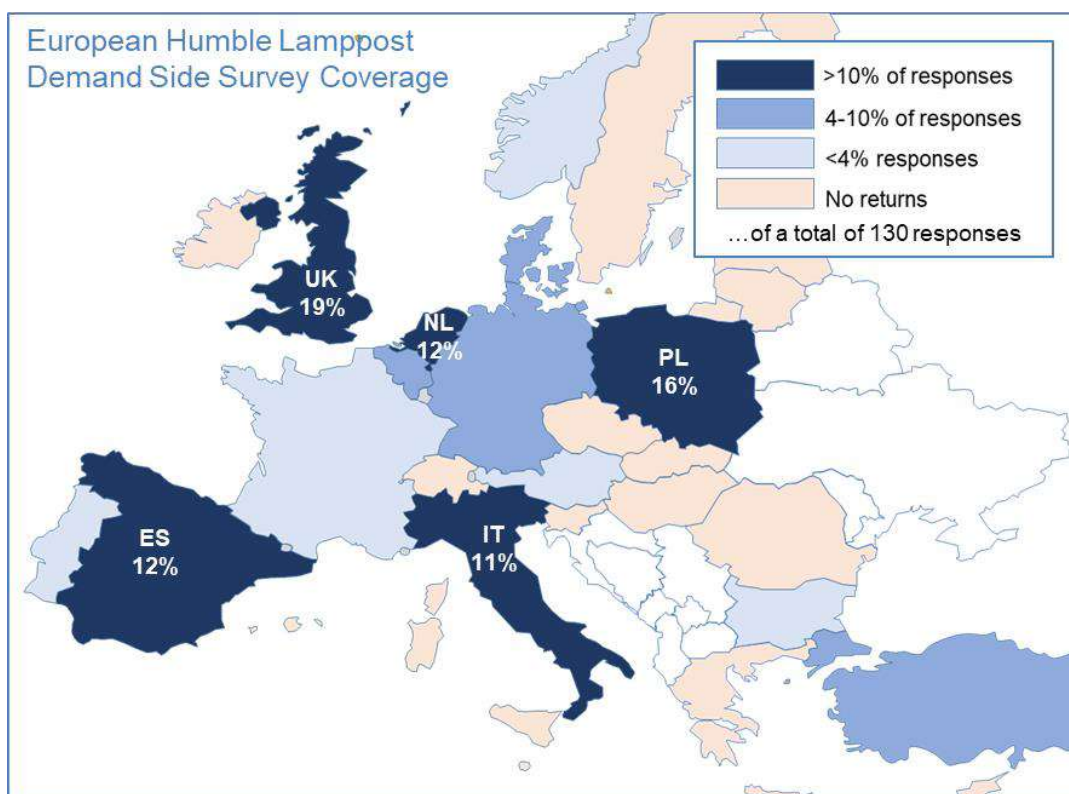 European Humble Lamppost
Demand Side Survey Coverage
>10% of responses
4-10% of responses
<4% responses
No returns
...of a total of 130 responses
UK
19%
NL
12%
PL
16%
ES
12%
IT
11%